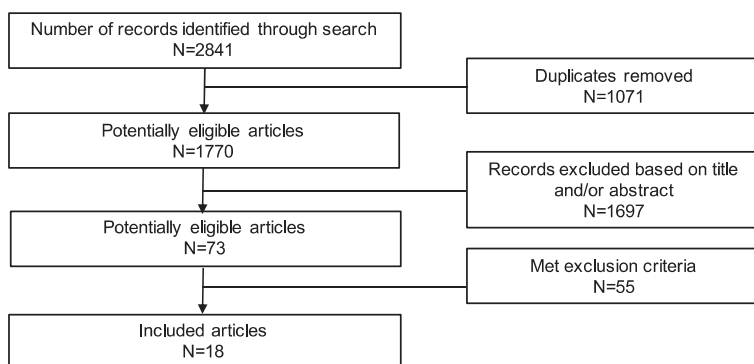 Number of records identified through search
N=2841
Duplicates removed
N=1071
Potentially eligible articles
N=1770
Records excluded based on title
and/or abstract
N=1697
Potentially eligible articles
N=73
Met exclusion criteria
N=55
Included articles
N=18